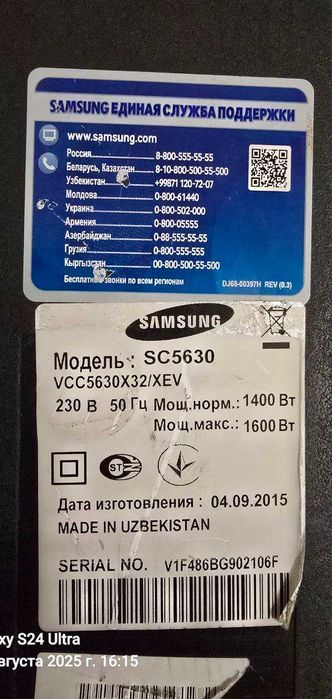 SAMSUNG ЕДИНАЯ СЛУЖБА ПОДДЕРЖКИ
www.samsung.com
Россия 8-800-555-55-55
Беларусь, Казахстан 8-10-800-500-55-500
Узбекистан +99871 120-72-07
Молдова 0-800-61440
Украина 0-800-502-000
Армения 0-800-05555
Азербайджан 0-88-555-55-55
Грузия 0-800-555-555
Кыргызстан 00-800-500-55-500
Бесплатные звонки по всем регионам DJ68-00397H REV (0.3)
SAMSUNG
Модель : SC5630
VCC5630X32/XEV
230 В 50 Гц Мощ.норм.: 1400 Вт
Мощ.макс.: 1600 Вт
Дата изготовления : 04.09.2015
MADE IN UZBEKISTAN
SERIAL NO. V1F486BG902106F
xy S24 Ultra
августа 2025 г. 16:15